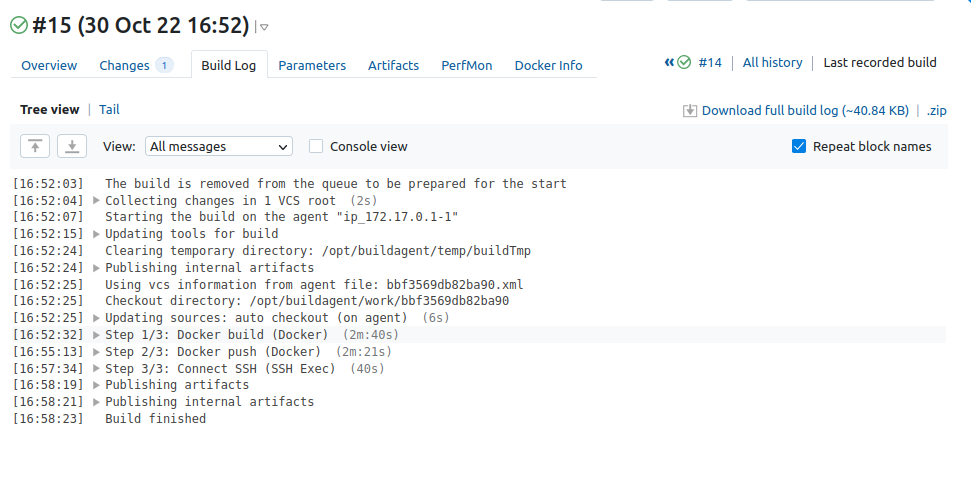 #15 (30 Oct 22 16:52)
Overview Changes 1 Build Log Parameters Artifacts PerfMon Docker Info « #14 | All history | Last recorded build
Tree view | Tail Download full build log (~40.84 KB) | .zip
View: All messages Console view Repeat block names
[16:52:03] The build is removed from the queue to be prepared for the start
[16:52:04] Collecting changes in 1 VCS root (2s)
[16:52:07] Starting the build on the agent "ip_172.17.0.1-1"
[16:52:15] Updating tools for build
[16:52:24] Clearing temporary directory: /opt/buildagent/temp/buildTmp
[16:52:24] Publishing internal artifacts
[16:52:25] Using vcs information from agent file: bbf3569db82ba90.xml
[16:52:25] Checkout directory: /opt/buildagent/work/bbf3569db82ba90
[16:52:25] Updating sources: auto checkout (on agent) (6s)
[16:52:32] Step 1/3: Docker build (Docker) (2m:40s)
[16:55:13] Step 2/3: Docker push (Docker) (2m:21s)
[16:57:34] Step 3/3: Connect SSH (SSH Exec) (40s)
[16:58:19] Publishing artifacts
[16:58:21] Publishing internal artifacts
[16:58:23] Build finished